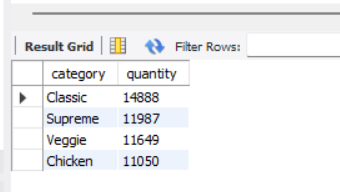 Result Grid Filter Rows:
category quantity
Classic 14888
Supreme 11987
Veggie 11649
Chicken 11050